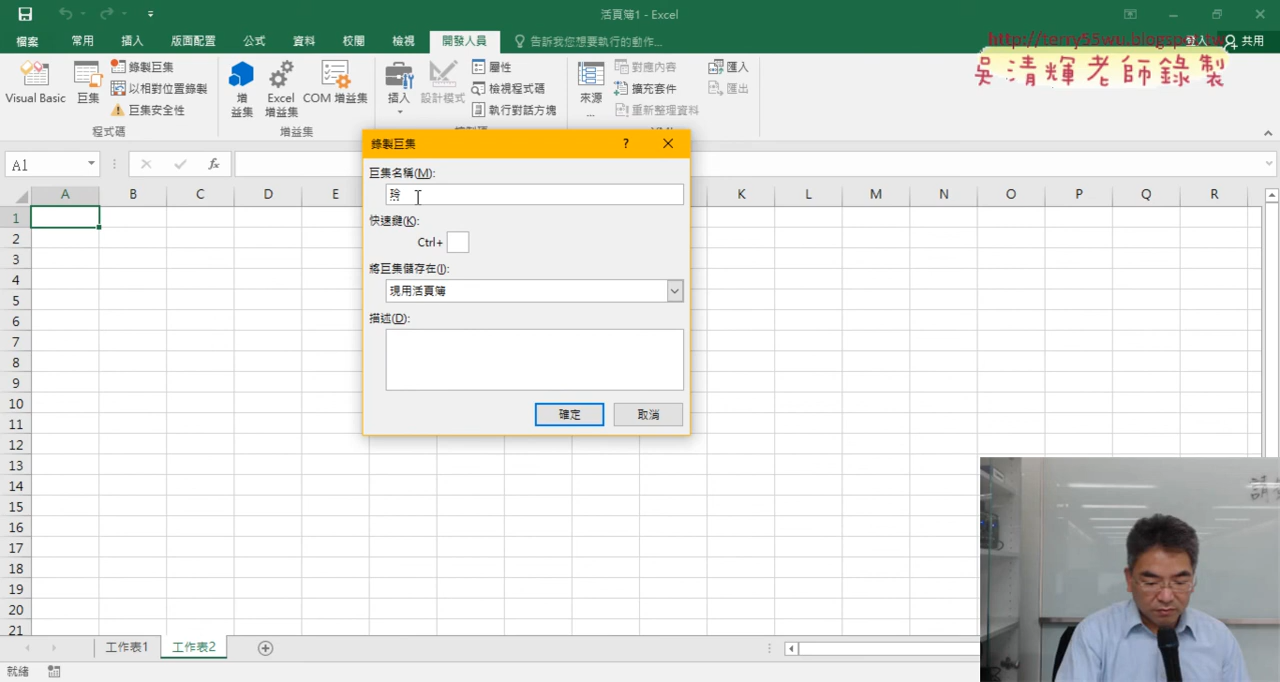 活頁簿1 - Excel
http://terry55wu.blogspot.tw
檔案 常用 插入 版面配置 公式 資料 校閱 檢視 開發人員 告訴我您想要執行的動作... 登入 共用
吳清輝老師錄製
Visual Basic 巨集 錄製巨集 以相對位置錄製 巨集安全性
增益集 Excel 增益集 COM 增益集
插入 設計模式 屬性 檢視程式碼 執行對話方塊
來源... 對應內容 擴充套件 重新整理資料 匯入 匯出
程式碼 增益集
錄製巨集 ? ×
A1 fx
巨集名稱(M):
快速鍵(K):
Ctrl+
將巨集儲存在(I):
現用活頁簿
描述(D):
確定 取消
A B C D E K L M N O P Q R
1
2
3
4
5
6
7
8
9
10
11
12
13
14
15
16
17
18
19
20
21
工作表1 工作表2
就緒